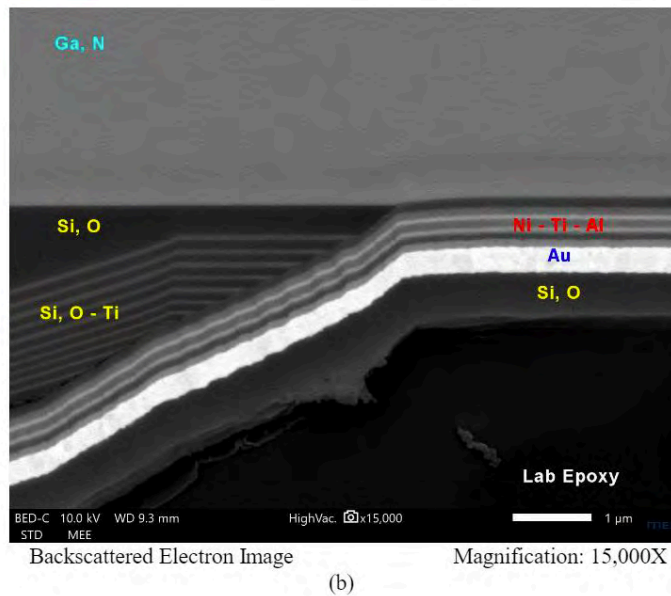 Ga, N
Si, O
Ni - Ti - Al
Au
Si, O
Si, O - Ti
Lab Epoxy
BED-C 10.0 kV WD 9.3 mm HighVac. x15,000 1 µm
STD MEE
Backscattered Electron Image Magnification: 15,000X
(b)